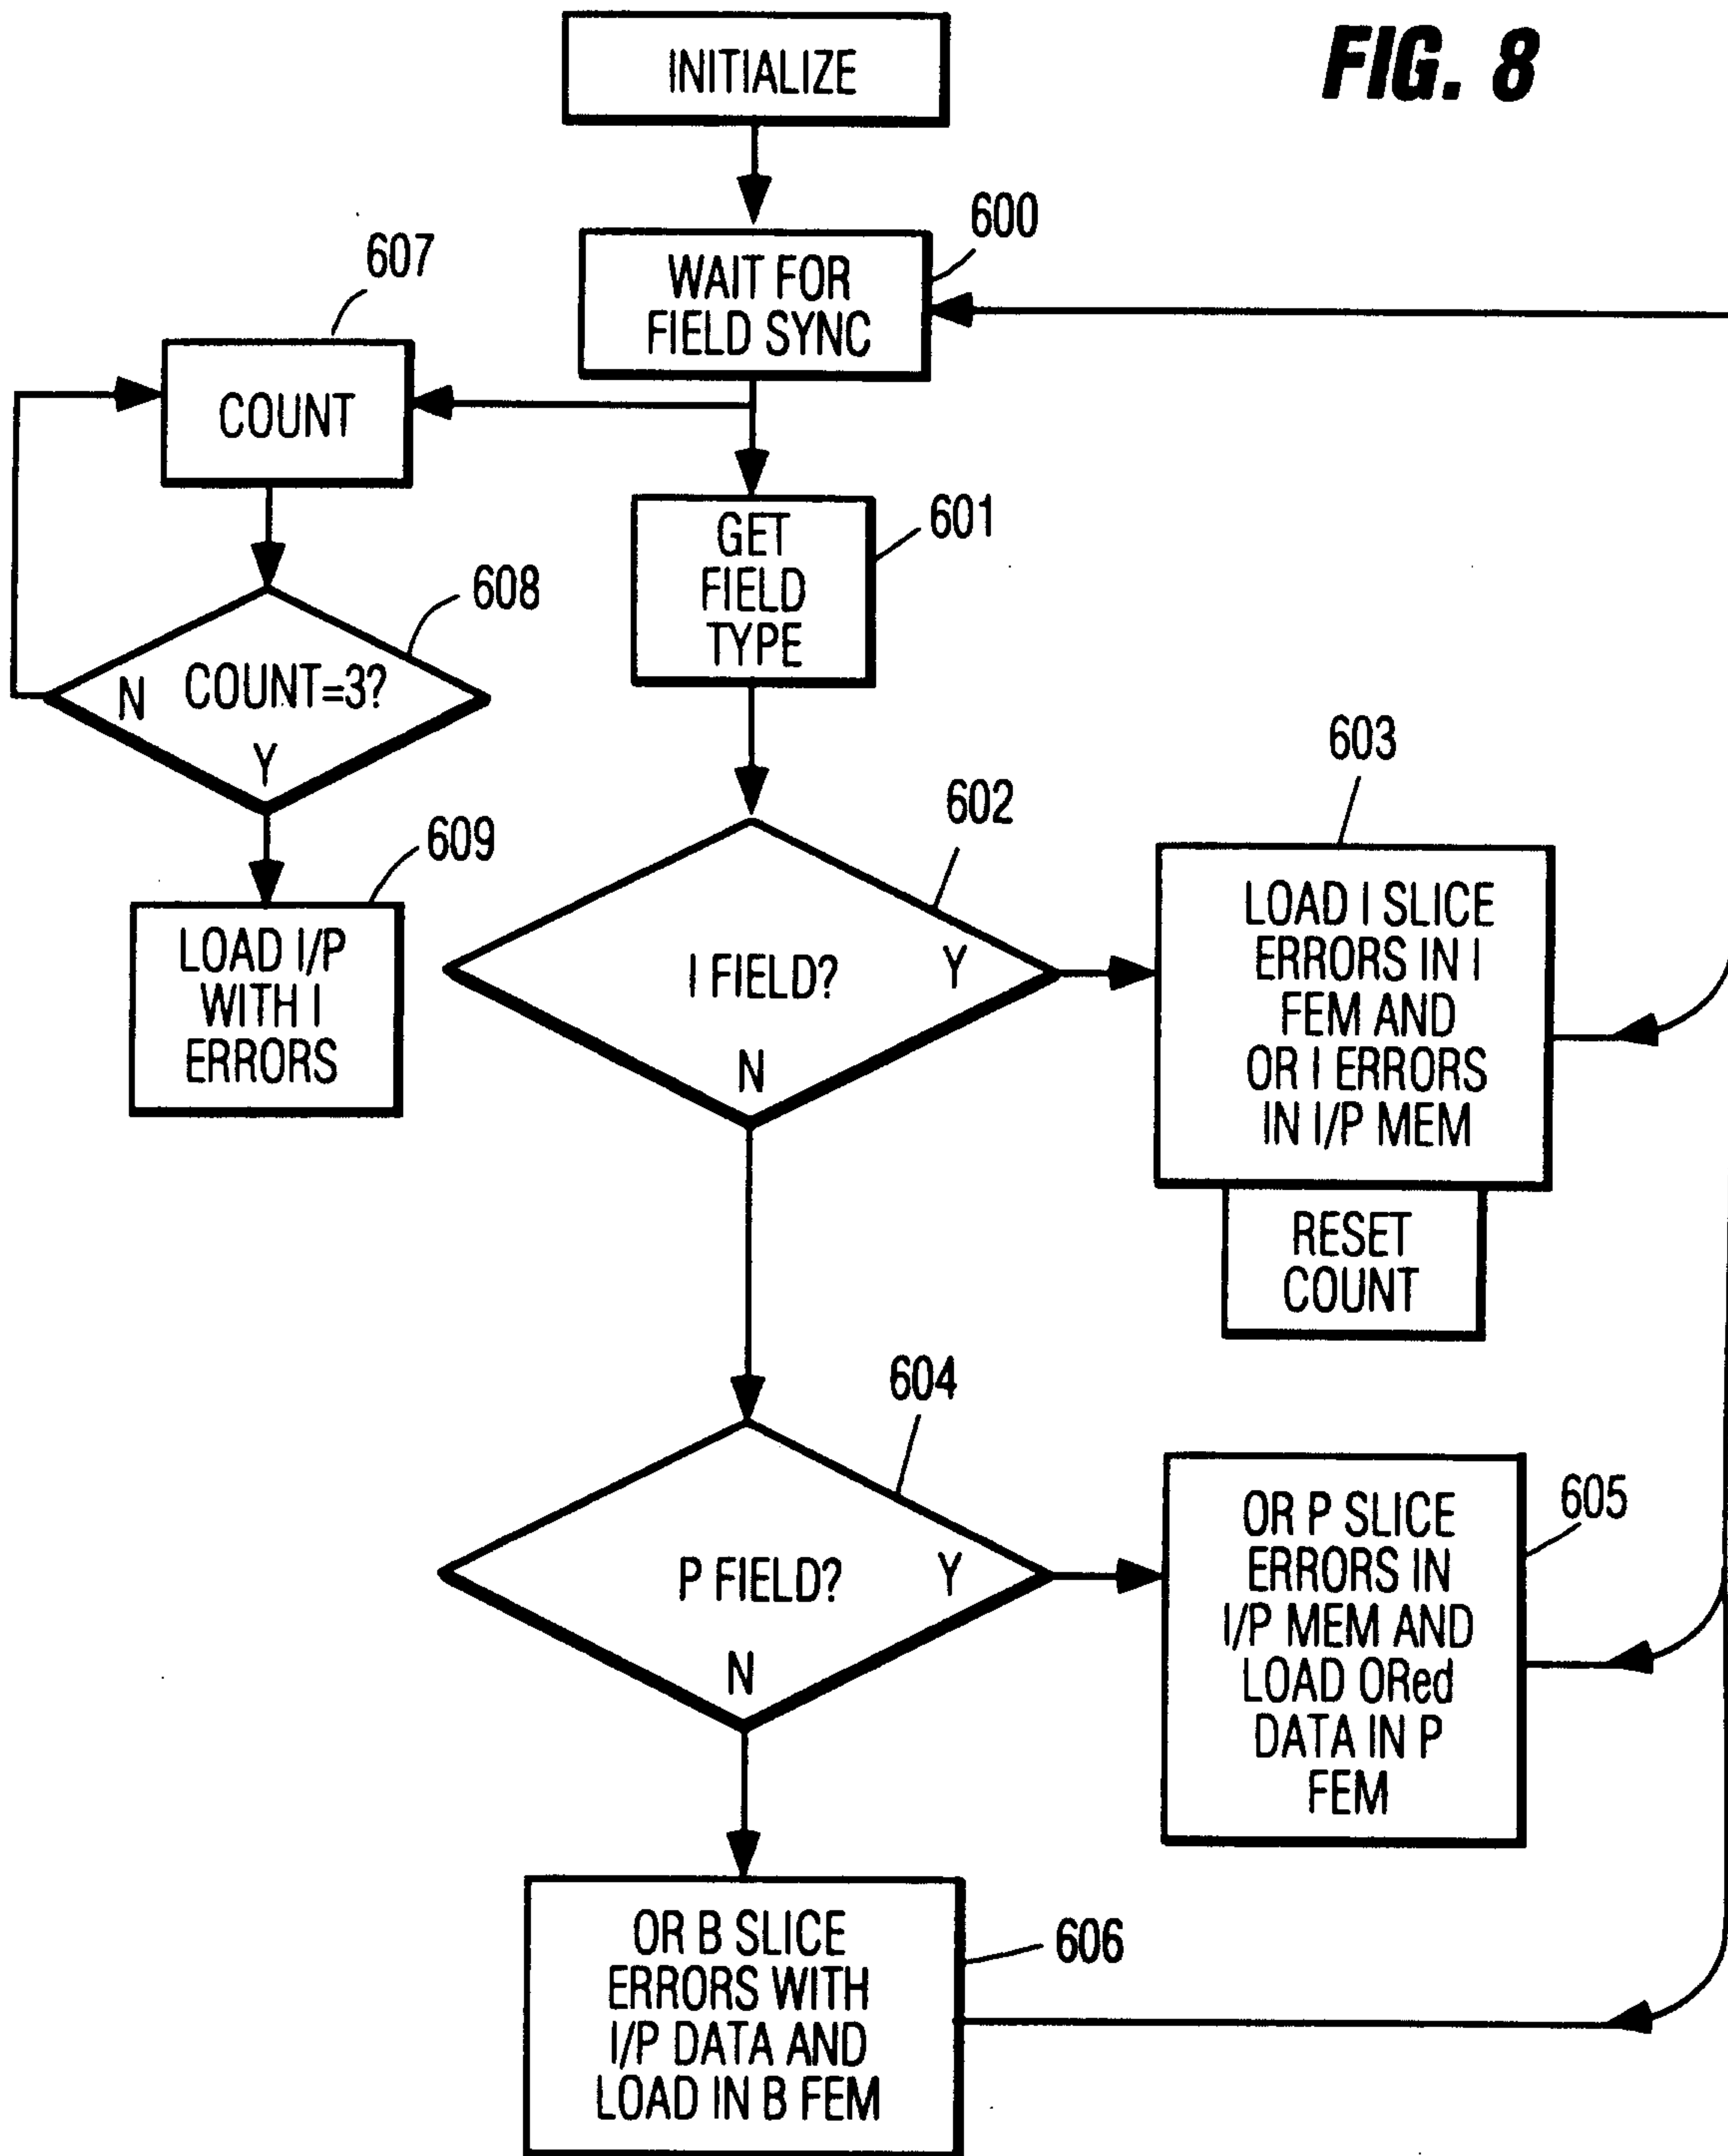 FIG. 8
INITIALIZE
600
WAIT FOR
FIELD SYNC
607
COUNT
601
GET
FIELD
TYPE
608
N COUNT=3?
Y
609
LOAD I/P
WITH I
ERRORS
602
I FIELD? Y
N
603
LOAD I SLICE
ERRORS IN I
FEM AND
OR I ERRORS
IN I/P MEM
RESET
COUNT
604
P FIELD? Y
N
605
OR P SLICE
ERRORS IN
I/P MEM AND
LOAD ORed
DATA IN P
FEM
606
OR B SLICE
ERRORS WITH
I/P DATA AND
LOAD IN B FEM